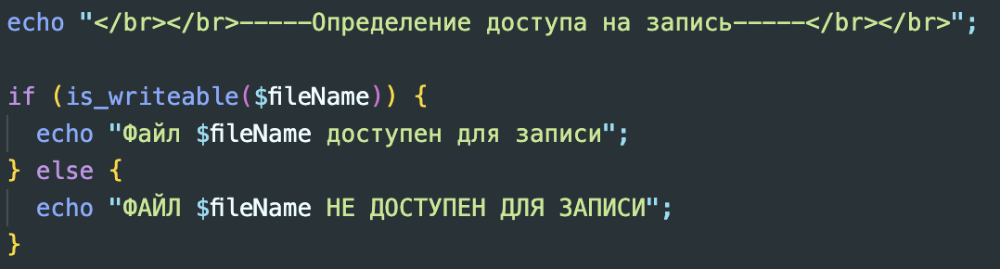 echo "</br></br>-----Определение доступа на запись-----</br></br>";
if (is_writeable($fileName)) {
echo "Файл $fileName доступен для записи";
} else {
echo "ФАЙЛ $fileName НЕ ДОСТУПЕН ДЛЯ ЗАПИСИ";
}